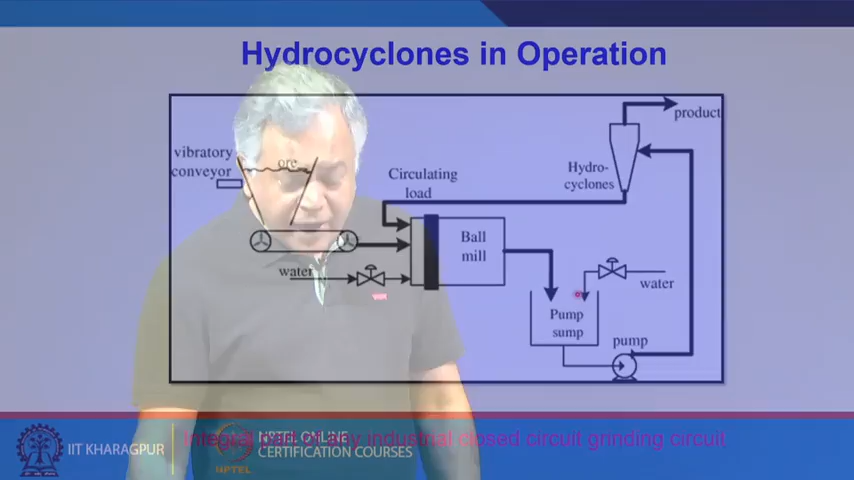 Hydrocyclones in Operation
product
vibratory
conveyor
ore
Circulating
load
Hydro-
cyclones
Ball
mill
water
water
Pump
sump
pump
Integral part of any industrial closed circuit grinding circuit
IIT KHARAGPUR
NPTEL
NPTEL ONLINE
CERTIFICATION COURSES